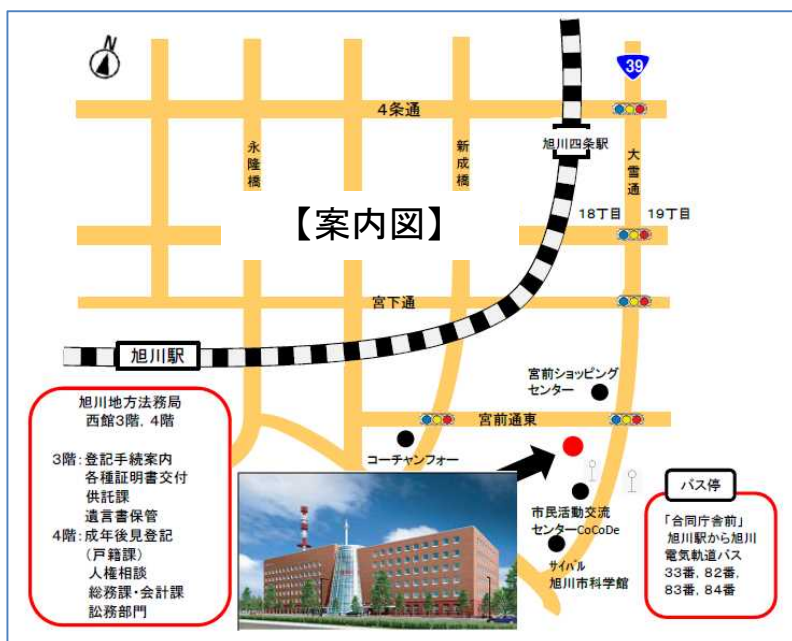 N
39
4条通
旭川四条駅
永隆橋
新成橋
大雪通
【案内図】
18丁目
19丁目
宮下通
旭川駅
宮前ショッピング
センター
宮前通東
コーチャンフォー
旭川地方法務局
西館3階，4階
3階：登記手続案内
各種証明書交付
供託課
遺言書保管
4階：成年後見登記
(戸籍課)
人権相談
総務課・会計課
訟務部門
市民活動交流
センターCoCoDe
サイパル
旭川市科学館
バス停
「合同庁舎前」
旭川駅から旭川
電気軌道バス
33番，82番，
83番，84番